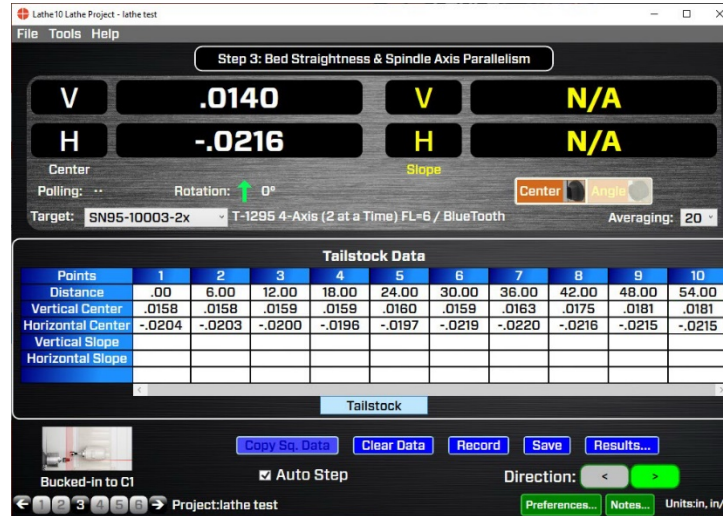 Lathe10 Lathe Project - lathe test
File Tools Help
Step 3: Bed Straightness & Spindle Axis Parallelism
V .0140 V N/A
H -.0216 H N/A
Center Slope
Polling: -- Rotation: 0°
Center Angle
Target: SN95-10003-2x T-1295 4-Axis (2 at a Time) FL=6 / BlueTooth Averaging: 20
Tailstock Data
Points 1 2 3 4 5 6 7 8 9 10
Distance .00 6.00 12.00 18.00 24.00 30.00 36.00 42.00 48.00 54.00
Vertical Center .0158 .0158 .0159 .0159 .0160 .0159 .0163 .0175 .0181 .0181
Horizontal Center -.0204 -.0203 -.0200 -.0196 -.0197 -.0219 -.0220 -.0216 -.0215 -.0215
Vertical Slope
Horizontal Slope
Tailstock
Copy Sq. Data Clear Data Record Save Results...
Auto Step Direction: < >
Bucked-in to C1
1 2 3 4 5 6 Project:lathe test Preferences... Notes... Units:in, in/